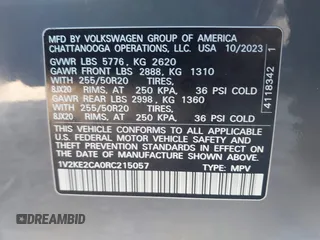 MFD BY VOLKSWAGEN GROUP OF AMERICA
CHATTANOOGA OPERATIONS, LLC. USA 10/2023
GVWR LBS 5776, KG 2620
GAWR FRONT LBS 2888, KG 1310
WITH 255/50R20 TIRES,
8JX20 RIMS, AT 250 KPA, 36 PSI COLD
GAWR REAR LBS 2998, KG 1360
WITH 255/50R20 TIRES,
8JX20 RIMS, AT 250 KPA, 36 PSI COLD
THIS VEHICLE CONFORMS TO ALL APPLICABLE
U.S. FEDERAL MOTOR VEHICLE SAFETY AND
THEFT PREVENTION STANDARDS IN EFFECT ON THE
DATE OF MANUFACTURE SHOWN ABOVE.
1V2KE2CA0RC215057 TYPE: MPV
4118342
AutoBidMaster